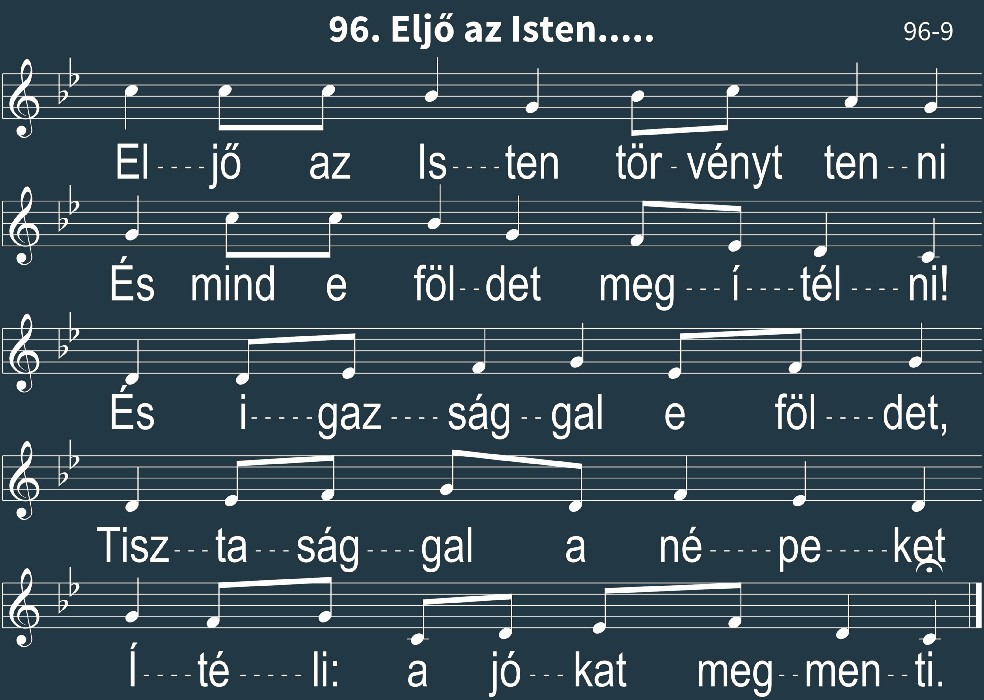 96. Eljő az Isten.....
96-9
El----jő az Is----ten tör-vényt ten--ni
És mind e föl--det meg---í----tél----ni!
És i-----gaz----ság--gal e föl----det,
Tisz---ta---ság----gal a né-----pe-----ket
Í----té-----li: a jó---kat meg--men--ti.